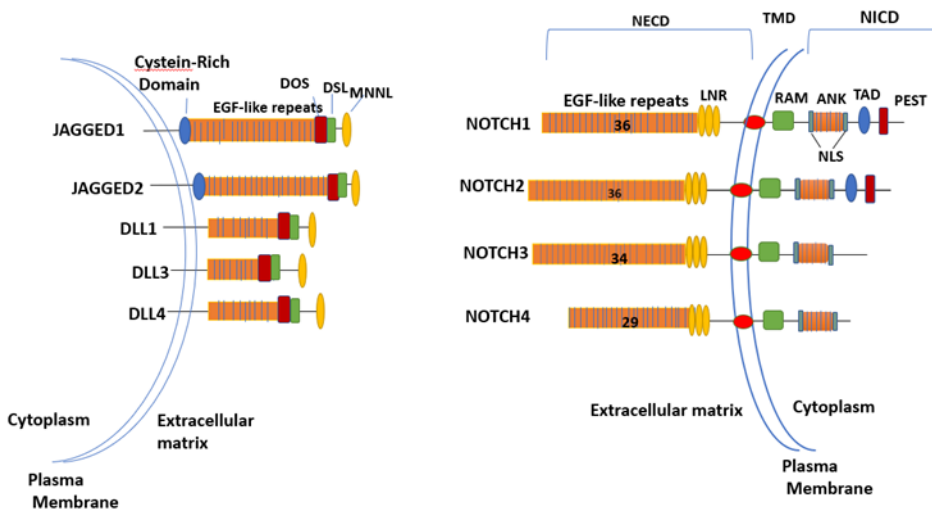 Cystein-Rich
Domain
DOS
DSL
MNNL
EGF-like repeats
JAGGED1
JAGGED2
DLL1
DLL3
DLL4
Cytoplasm
Extracellular
matrix
Plasma
Membrane
NECD
TMD
NICD
EGF-like repeats
LNR
RAM
ANK
TAD
PEST
NOTCH1
36
NLS
NOTCH2
36
NOTCH3
34
NOTCH4
29
Extracellular matrix
Cytoplasm
Plasma
Membrane